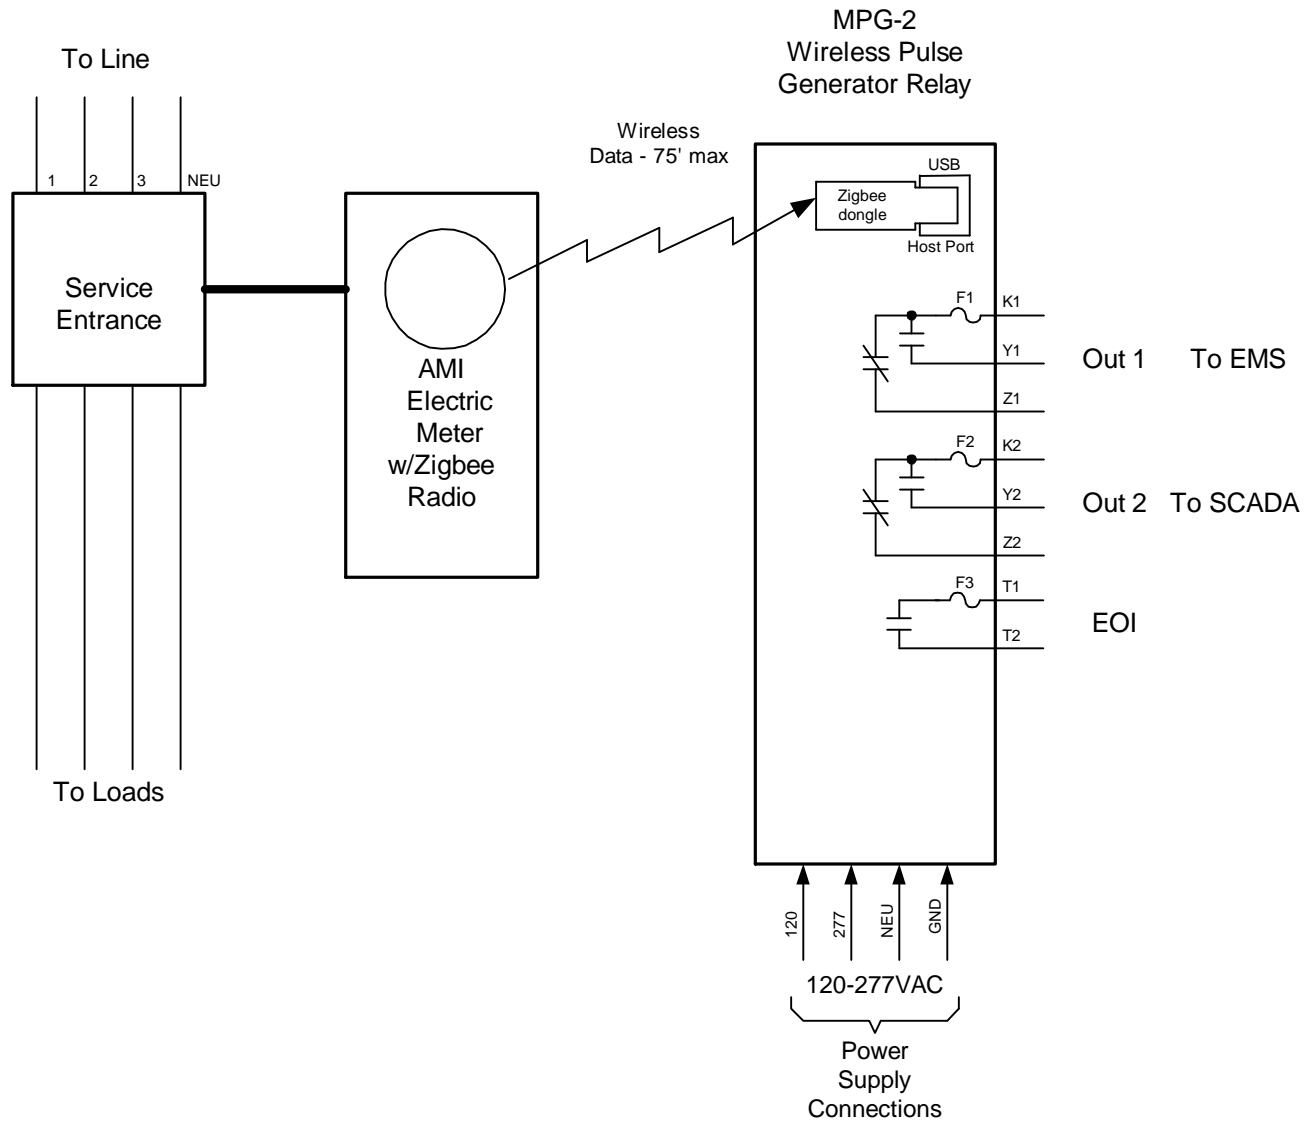 MPG-2
Wireless Pulse
Generator Relay
To Line
1
2
3
NEU
Service
Entrance
To Loads
AMI
Electric
Meter
w/Zigbee
Radio
Wireless
Data - 75' max
USB
Zigbee
dongle
Host Port
F1
K1
Y1
Z1
Out 1
To EMS
F2
K2
Y2
Z2
Out 2
To SCADA
F3
T1
T2
EOI
120
277
NEU
GND
120-277VAC
Power
Supply
Connections